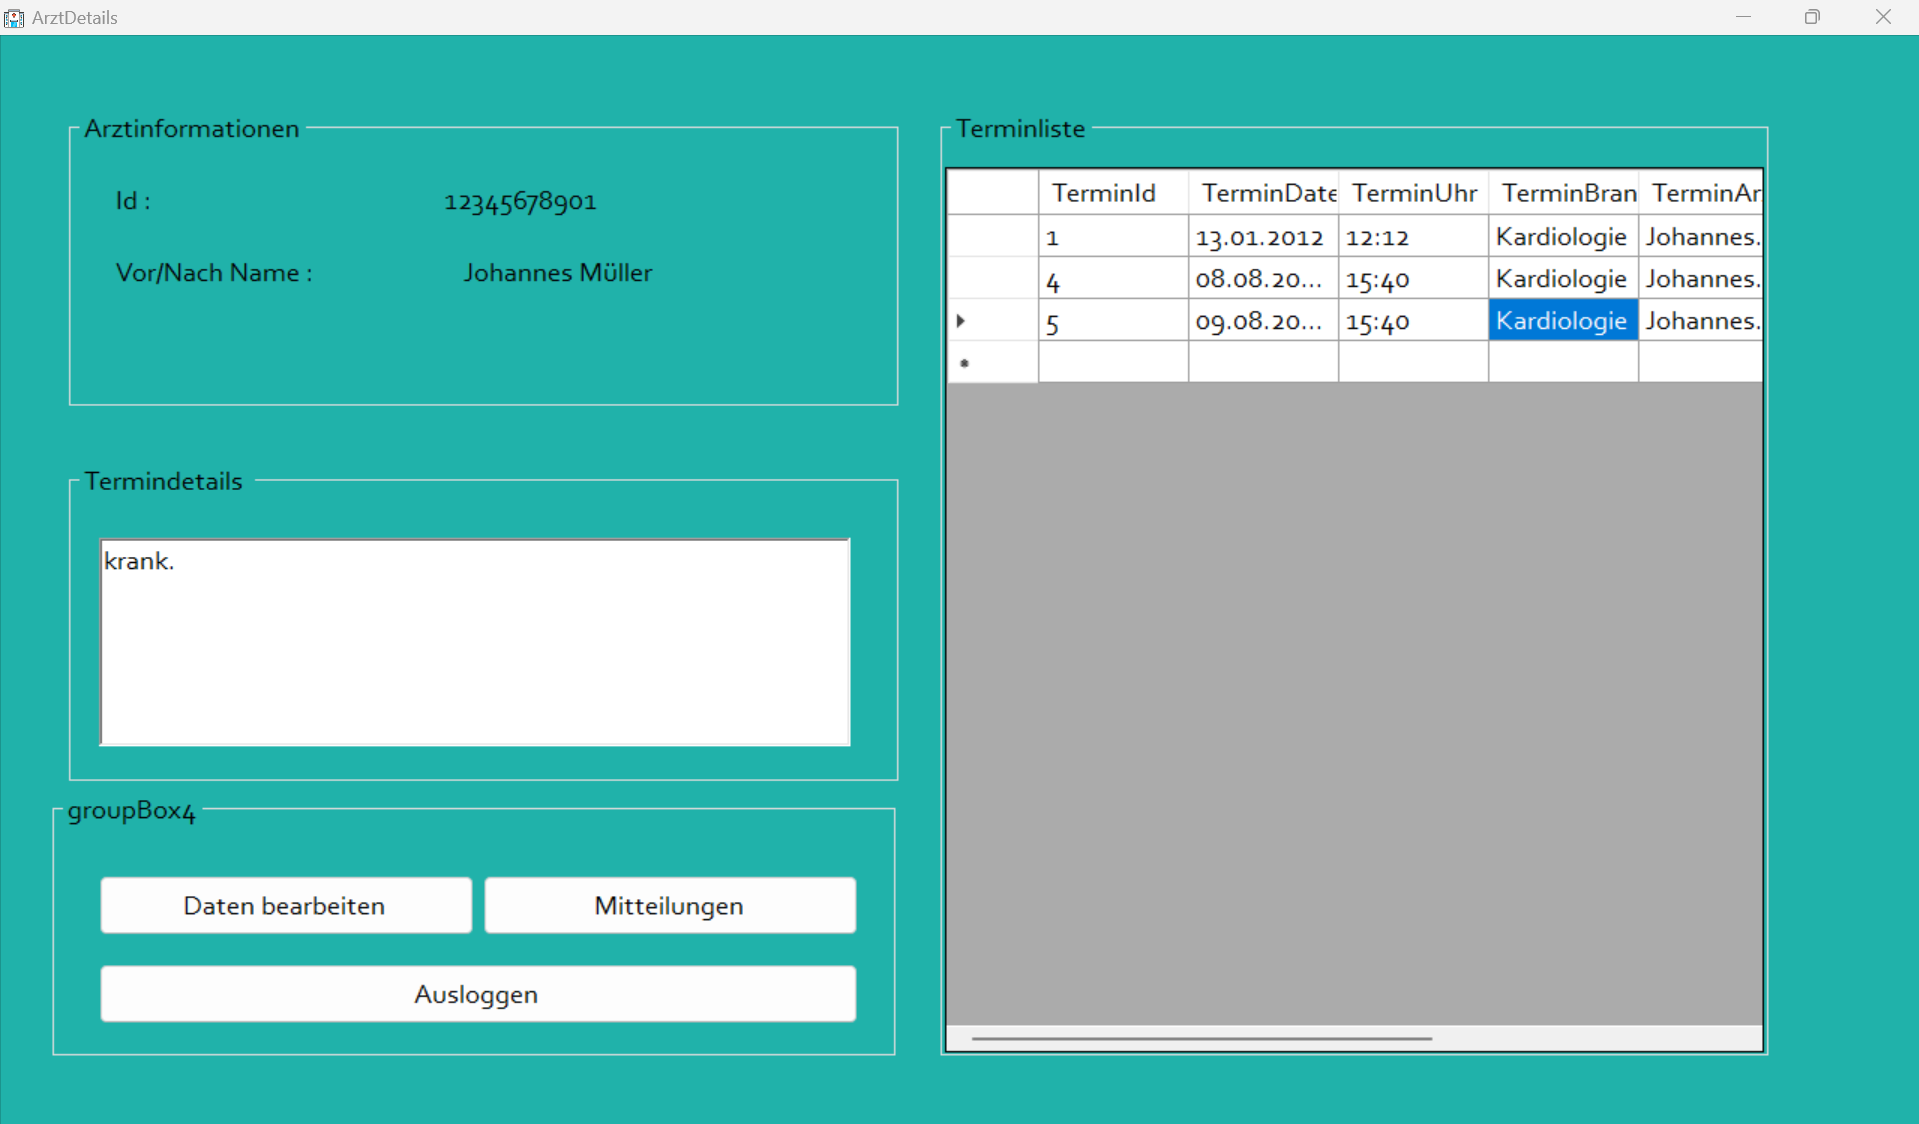 ArztDetails
Arztinformationen
Id :
12345678901
Vor/Nach Name :
Johannes Müller
Termindetails
krank.
groupBox4
Daten bearbeiten
Mitteilungen
Ausloggen
Terminliste
TerminId TerminDate TerminUhr TerminBran TerminAr
1 13.01.2012 12:12 Kardiologie Johannes.
4 08.08.20... 15:40 Kardiologie Johannes.
5 09.08.20... 15:40 Kardiologie Johannes.